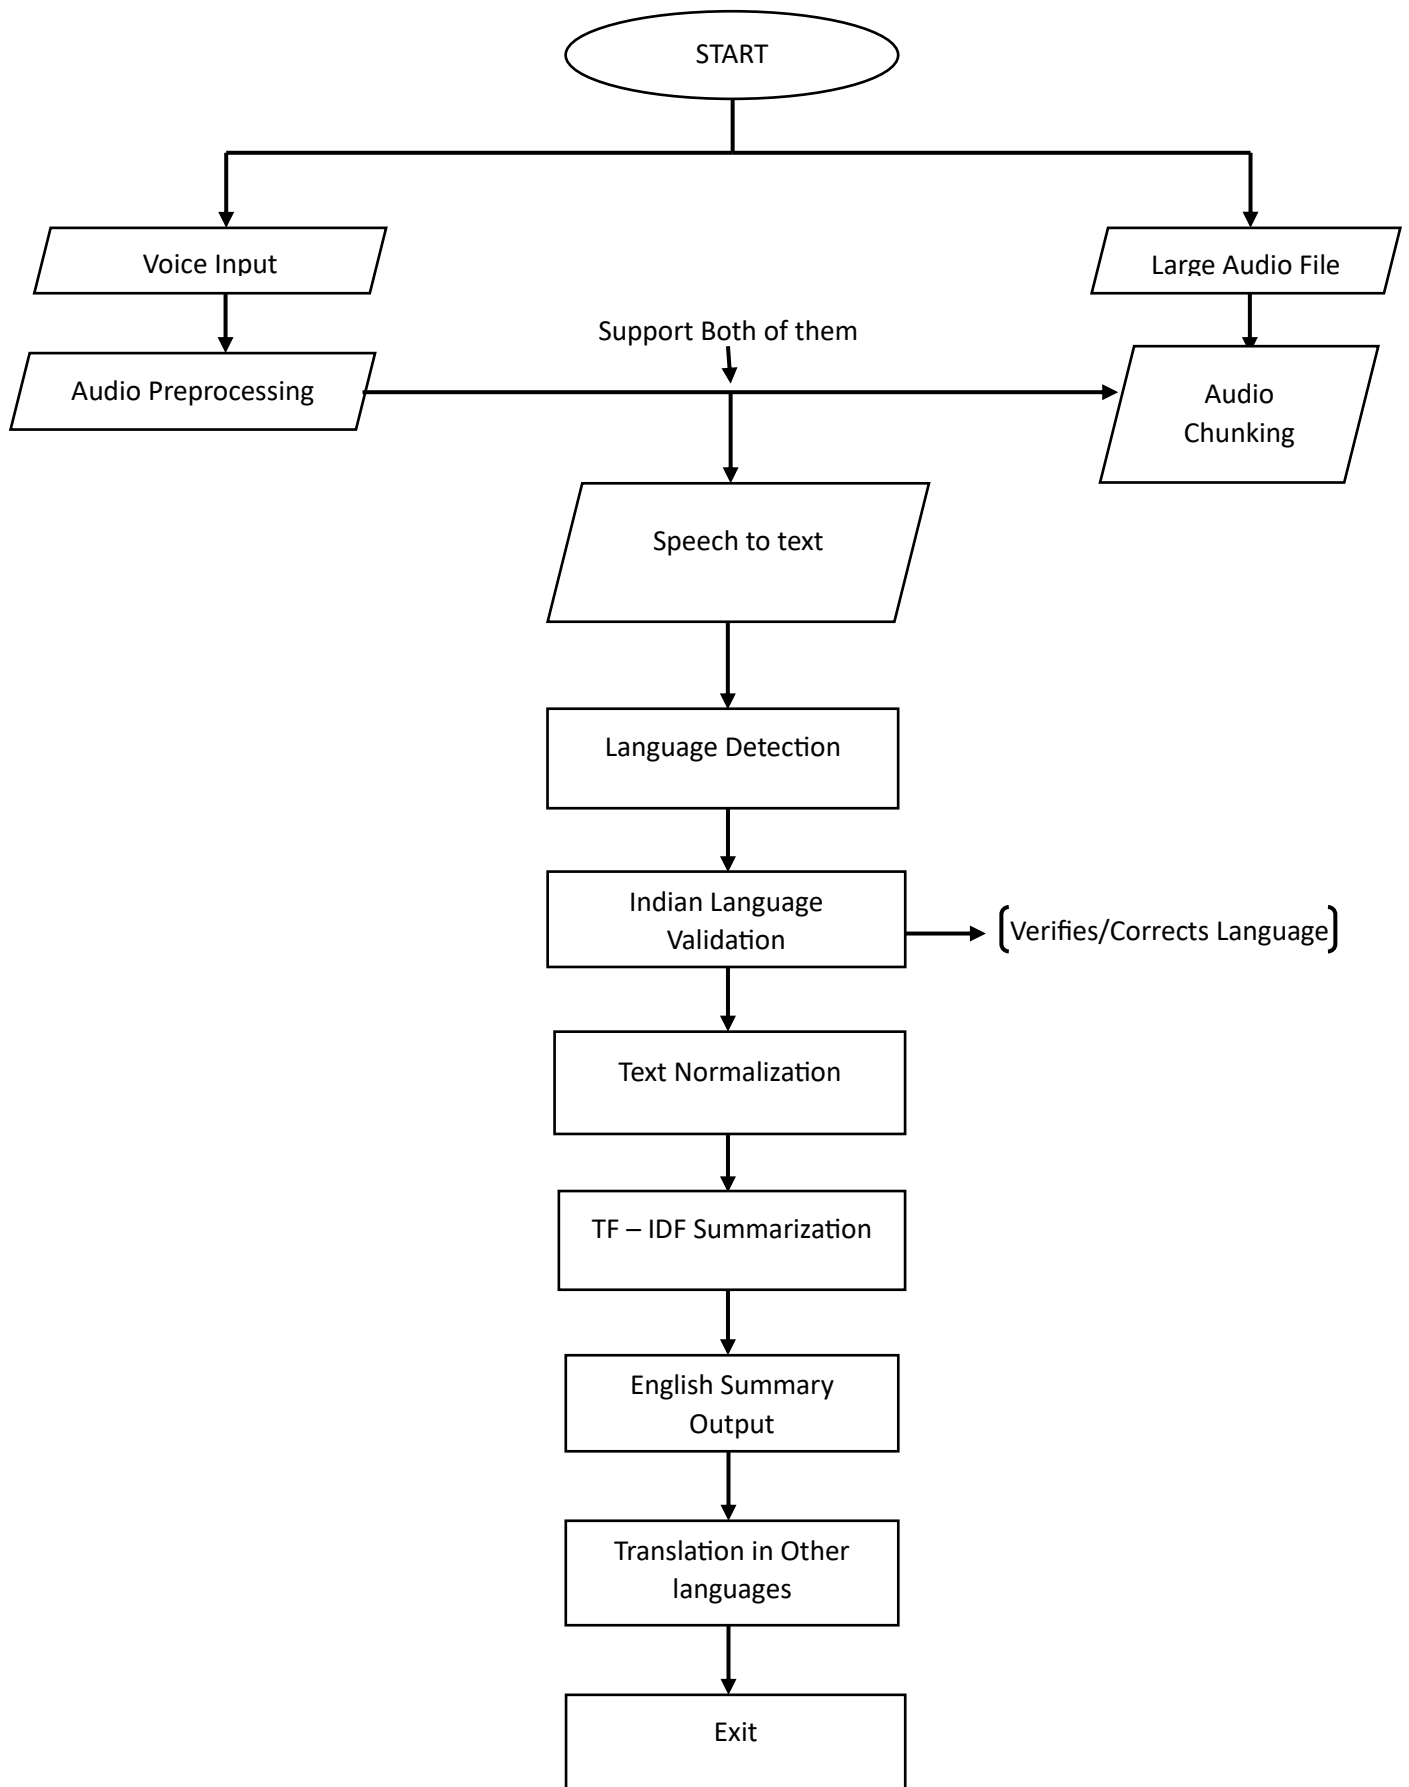 START
Voice Input
Large Audio File
Support Both of them
Audio Preprocessing
Audio
Chunking
Speech to text
Language Detection
Indian Language
Validation
[Verifies/Corrects Language]
Text Normalization
TF – IDF Summarization
English Summary
Output
Translation in Other
languages
Exit